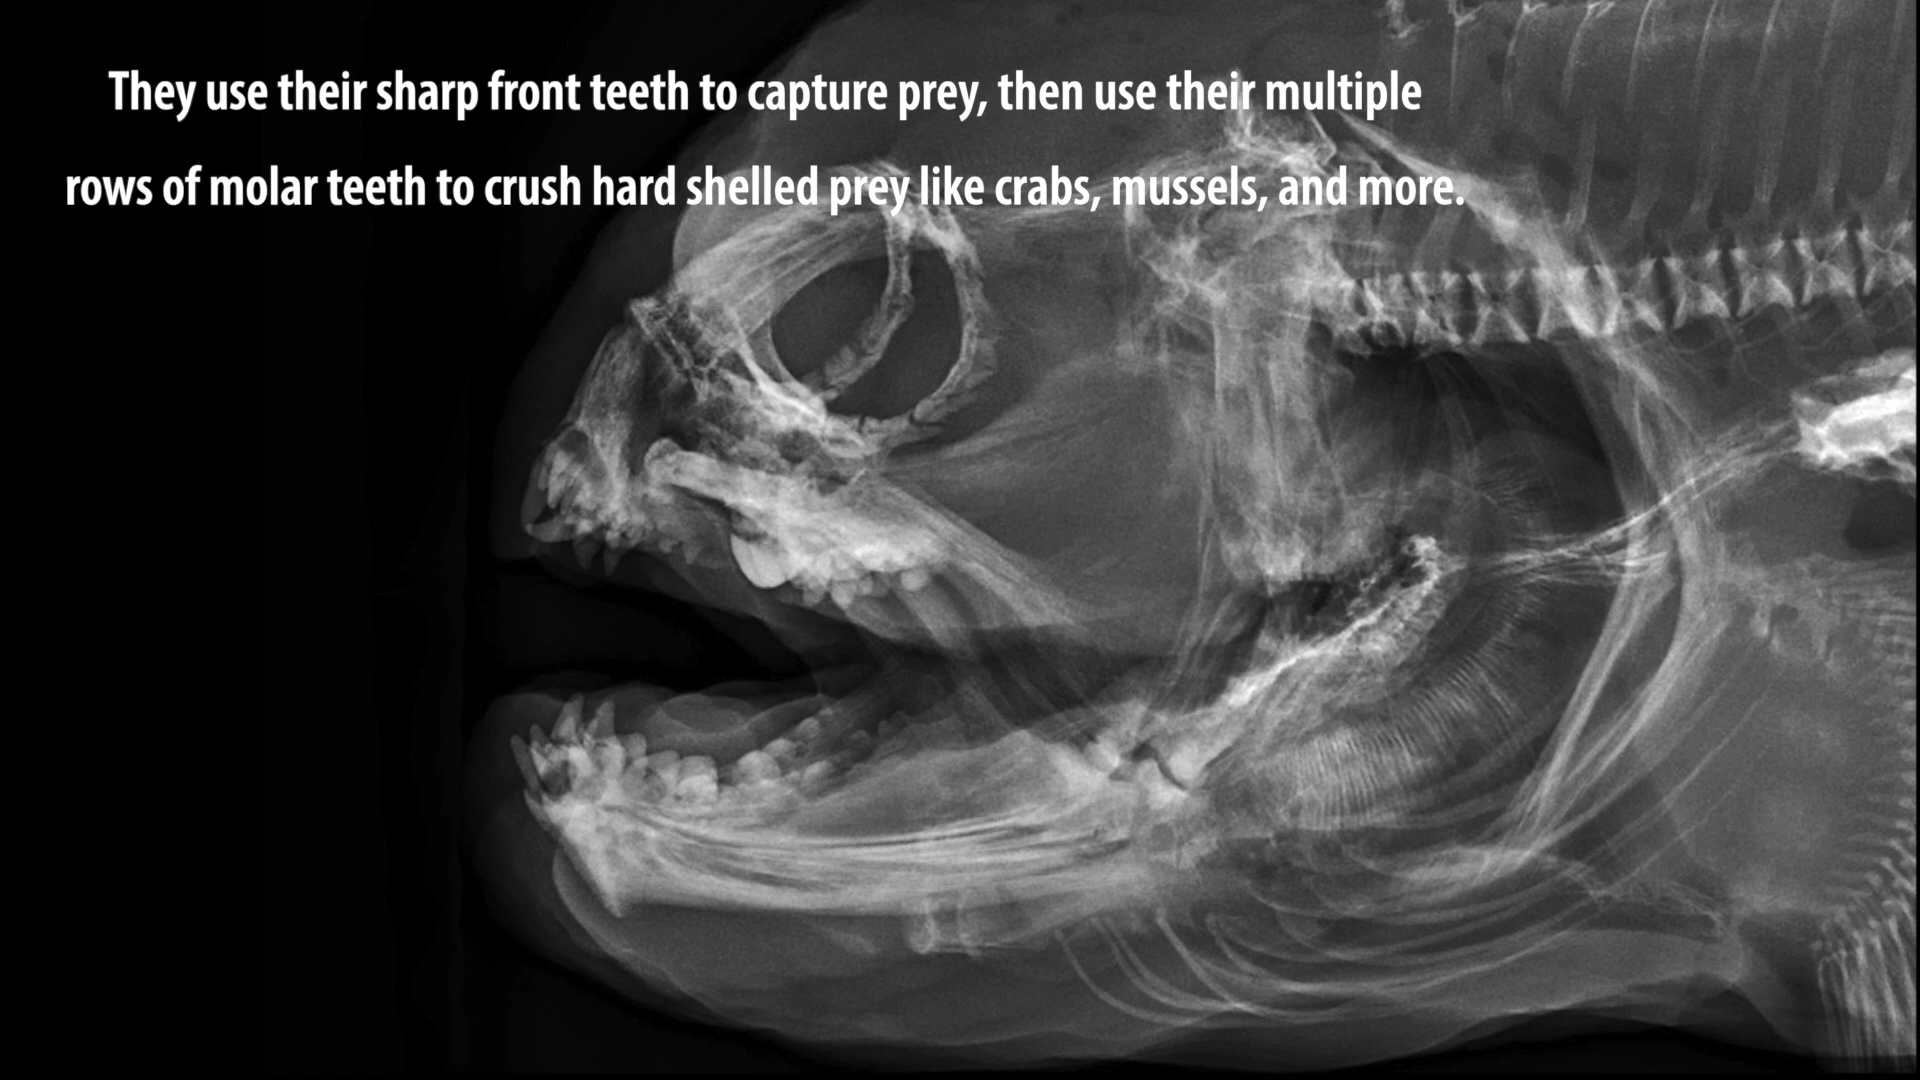 They use their sharp front teeth to capture prey, then use their multiple
rows of molar teeth to crush hard shelled prey like crabs, mussels, and more.